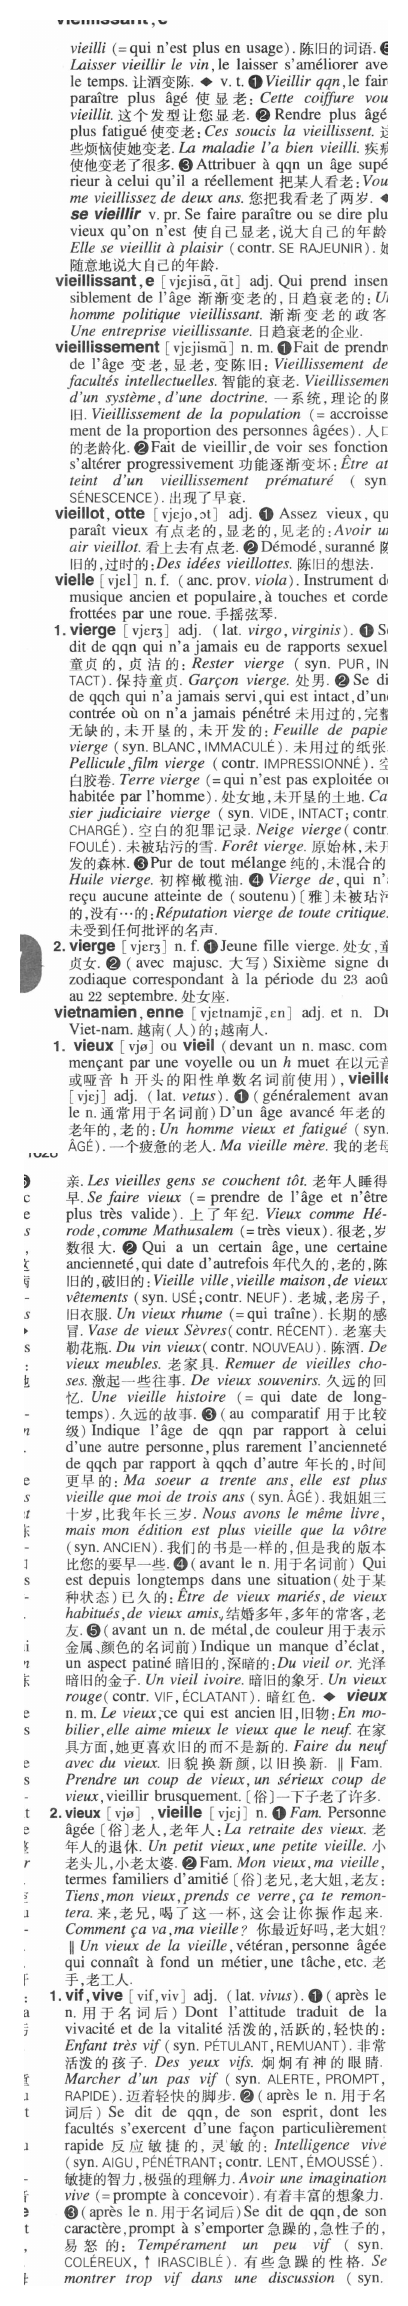 vieilli (=qui n'est plus en usage). 陈旧的词语.
Laisser vieillir le vin, le laisser s'améliorer ave
le temps. 让酒变陈. ◆ v. t. ❶ Vieillir qqn, le fair
paraître plus âgé 使显老: Cette coiffure vou
vieillit. 这个发型让您显老. ❷ Rendre plus âgé
plus fatigué 使变老: Ces soucis la vieillissent. 
些烦恼使她变老. La maladie l'a bien vieilli. 疾病
使他变老了很多. ❸ Attribuer à qqn un âge supé
rieur à celui qu'il a réellement 把某人看老: Vou
me vieillissez de deux ans. 您把我看老了两岁. ◆
se vieillir v. pr. Se faire paraître ou se dire plu
vieux qu'on n'est 使自己显老,说大自己的年龄
Elle se vieillit à plaisir (contr. SE RAJEUNIR). 她
随意地说大自己的年龄.
vieillissant, e [vjɛjisɑ̃, ɑ̃t] adj. Qui prend insen
siblement de l'âge 渐渐变老的,日趋衰老的: U
homme politique vieillissant. 渐渐变老的政客
Une entreprise vieillissante. 日趋衰老的企业.
vieillissement [vjɛjismɑ̃] n. m. ❶ Fait de prendr
de l'âge 变老,显老,变陈旧: Vieillissement de
facultés intellectuelles. 智能的衰老. Vieillissemen
d'un système, d'une doctrine. 一系统,理论的陈
旧. Vieillissement de la population (= accroisse
ment de la proportion des personnes âgées). 人口
的老龄化. ❷ Fait de vieillir, de voir ses fonction
s'altérer progressivement 功能逐渐变坏: Être at
teint d'un vieillissement prématuré ( syn
SÉNESCENCE). 出现了早衰.
vieillot, otte [vjɛjo, ɔt] adj. ❶ Assez vieux, qu
paraît vieux 有点老的,显老的,见老的: Avoir u
air vieillot. 看上去有点老. ❷ Démodé, suranné 陈
旧的,过时的: Des idées vieillottes. 陈旧的想法.
vielle [vjɛl] n. f. ( anc. prov. viola). Instrument d
musique ancien et populaire, à touches et corde
frottées par une roue. 手摇弦琴.
1. vierge [vjɛrʒ] adj. (lat. virgo, virginis). ❶ S
dit de qqn qui n'a jamais eu de rapports sexuel
童贞的, 贞洁的: Rester vierge ( syn. PUR, IN
TACT). 保持童贞. Garçon vierge. 处男. ❷ Se di
de qqch qui n'a jamais servi, qui est intact, d'un
contrée où on n'a jamais pénétré 未用过的,完整
无缺的, 未开垦的, 未开发的: Feuille de papie
vierge (syn. BLANC, IMMACULÉ). 未用过的纸张
Pellicule, film vierge (contr. IMPRESSIONNÉ). 空
白胶卷. Terre vierge (=qui n'est pas exploitée o
habitée par l'homme). 处女地,未开垦的土地. Ca
sier judiciaire vierge (syn. VIDE, INTACT; contr
CHARGÉ). 空白的犯罪记录. Neige vierge (contr
FOULÉ). 未被玷污的雪. Forêt vierge. 原始林,未开
发的森林. ❸ Pur de tout mélange 纯的,未混合的
Huile vierge. 初榨橄榄油. ❹ Vierge de, qui n'
reçu aucune atteinte de (soutenu)〔雅〕未被玷污
的,没有…的: Réputation vierge de toute critique.
未受到任何批评的名声.
2. vierge [vjɛrʒ] n. f. ❶ Jeune fille vierge. 处女,童
贞女. ❷ (avec majusc. 大写) Sixième signe d
zodiaque correspondant à la période du 23 aoû
au 22 septembre. 处女座.
vietnamien, enne [vjɛtnamjɛ̃, ɛn] adj. et n. D
Viet-nam. 越南(人)的;越南人.
1. vieux [vjø] ou vieil (devant un n. masc. com
mençant par une voyelle ou un h muet 在以元音
或哑音 h 开头的阳性单数名词前使用), vieille
[vjɛj] adj. (lat. vetus). ❶ (généralement avan
le n. 通常用于名词前) D'un âge avancé 年老的
老年的,老的: Un homme vieux et fatigué (syn.
ÂGÉ). 一个疲惫的老人. Ma vieille mère. 我的老母
亲. Les vieilles gens se couchent tôt. 老年人睡得
早. Se faire vieux (= prendre de l'âge et n'être
plus très valide). 上了年纪. Vieux comme Hé-
rode, comme Mathusalem (=très vieux). 很老,岁
数很大. ❷ Qui a un certain âge, une certaine
ancienneté, qui date d'autrefois 年代久的,老的,陈
旧的,破旧的: Vieille ville, vieille maison, de vieux
vêtements (syn. USÉ; contr. NEUF). 老城,老房子,
旧衣服. Un vieux rhume (=qui traîne). 长期的感
冒. Vase de vieux Sèvres (contr. RÉCENT). 老塞夫
勒花瓶. Du vin vieux (contr. NOUVEAU). 陈酒. De
vieux meubles. 老家具. Remuer de vieilles cho-
ses. 激起一些往事. De vieux souvenirs. 久远的回
忆. Une vieille histoire (= qui date de long-
temps). 久远的故事. ❸ (au comparatif 用于比较
级) Indique l'âge de qqn par rapport à celui
d'une autre personne, plus rarement l'ancienneté
de qqch par rapport à qqch d'autre 年长的,时间
更早的: Ma soeur a trente ans, elle est plus
vieille que moi de trois ans (syn. ÂGÉ). 我姐姐三
十岁,比我年长三岁. Nous avons le même livre,
mais mon édition est plus vieille que la vôtre
(syn. ANCIEN). 我们的书是一样的,但是我的版本
比您的要早一些. ❹ (avant le n. 用于名词前) Qui
est depuis longtemps dans une situation (处于某
种状态) 已久的: Être de vieux mariés, de vieux
habitués, de vieux amis, 结婚多年,多年的常客,老
友. ❺ (avant un n. de métal, de couleur 用于表示
金属、颜色的名词前) Indique un manque d'éclat,
un aspect patiné 暗旧的,深暗的: Du vieil or. 光泽
暗旧的金子. Un vieil ivoire. 暗旧的象牙. Un vieux
rouge (contr. VIF, ÉCLATANT). 暗红色. ◆ vieux
n. m. Le vieux, ce qui est ancien 旧,旧物: En mo-
bilier, elle aime mieux le vieux que le neuf. 在家
具方面,她更喜欢旧的而不是新的. Faire du neuf
avec du vieux. 旧貌换新颜, 以旧换新. ‖ Fam.
Prendre un coup de vieux, un sérieux coup de
vieux, vieillir brusquement. 〔俗〕一下子老了许多.
2. vieux [vjø], vieille [vjɛj] n. ❶ Fam. Personne
âgée〔俗〕老人,老年人: La retraite des vieux. 老
年人的退休. Un petit vieux, une petite vieille. 小
老头儿,小老太婆. ❷ Fam. Mon vieux, ma vieille,
termes familiers d'amitié〔俗〕老兄,老大姐,老友:
Tiens, mon vieux, prends ce verre, ça te remon-
tera. 来,老兄,喝了这一杯,这会让你振作起来.
Comment ça va, ma vieille? 你最近好吗,老大姐?
‖ Un vieux de la vieille, vétéran, personne âgée
qui connaît à fond un métier, une tâche, etc. 老
手,老工人.
1. vif, vive [vif, viv] adj. (lat. vivus). ❶ (après le
n. 用于名词后) Dont l'attitude traduit de la
vivacité et de la vitalité 活泼的,活跃的,轻快的:
Enfant très vif (syn. PÉTULANT, REMUANT). 非常
活泼的孩子. Des yeux vifs. 炯炯有神的眼睛.
Marcher d'un pas vif ( syn. ALERTE, PROMPT,
RAPIDE). 迈着轻快的脚步. ❷ (après le n. 用于名
词后) Se dit de qqn, de son esprit, dont les
facultés s'exercent d'une façon particulièrement
rapide 反应敏捷的, 灵敏的: Intelligence vive
(syn. AIGU, PÉNÉTRANT; contr. LENT, ÉMOUSSÉ).
敏捷的智力,极强的理解力. Avoir une imagination
vive (=prompte à concevoir). 有着丰富的想象力.
❸ (après le n. 用于名词后) Se dit de qqn, de son
caractère, prompt à s'emporter 急躁的,急性子的,
易怒的: Tempérament un peu vif ( syn.
COLÉREUX, ↑ IRASCIBLÉ). 有些急躁的性格. Se
montrer trop vif dans une discussion ( syn.